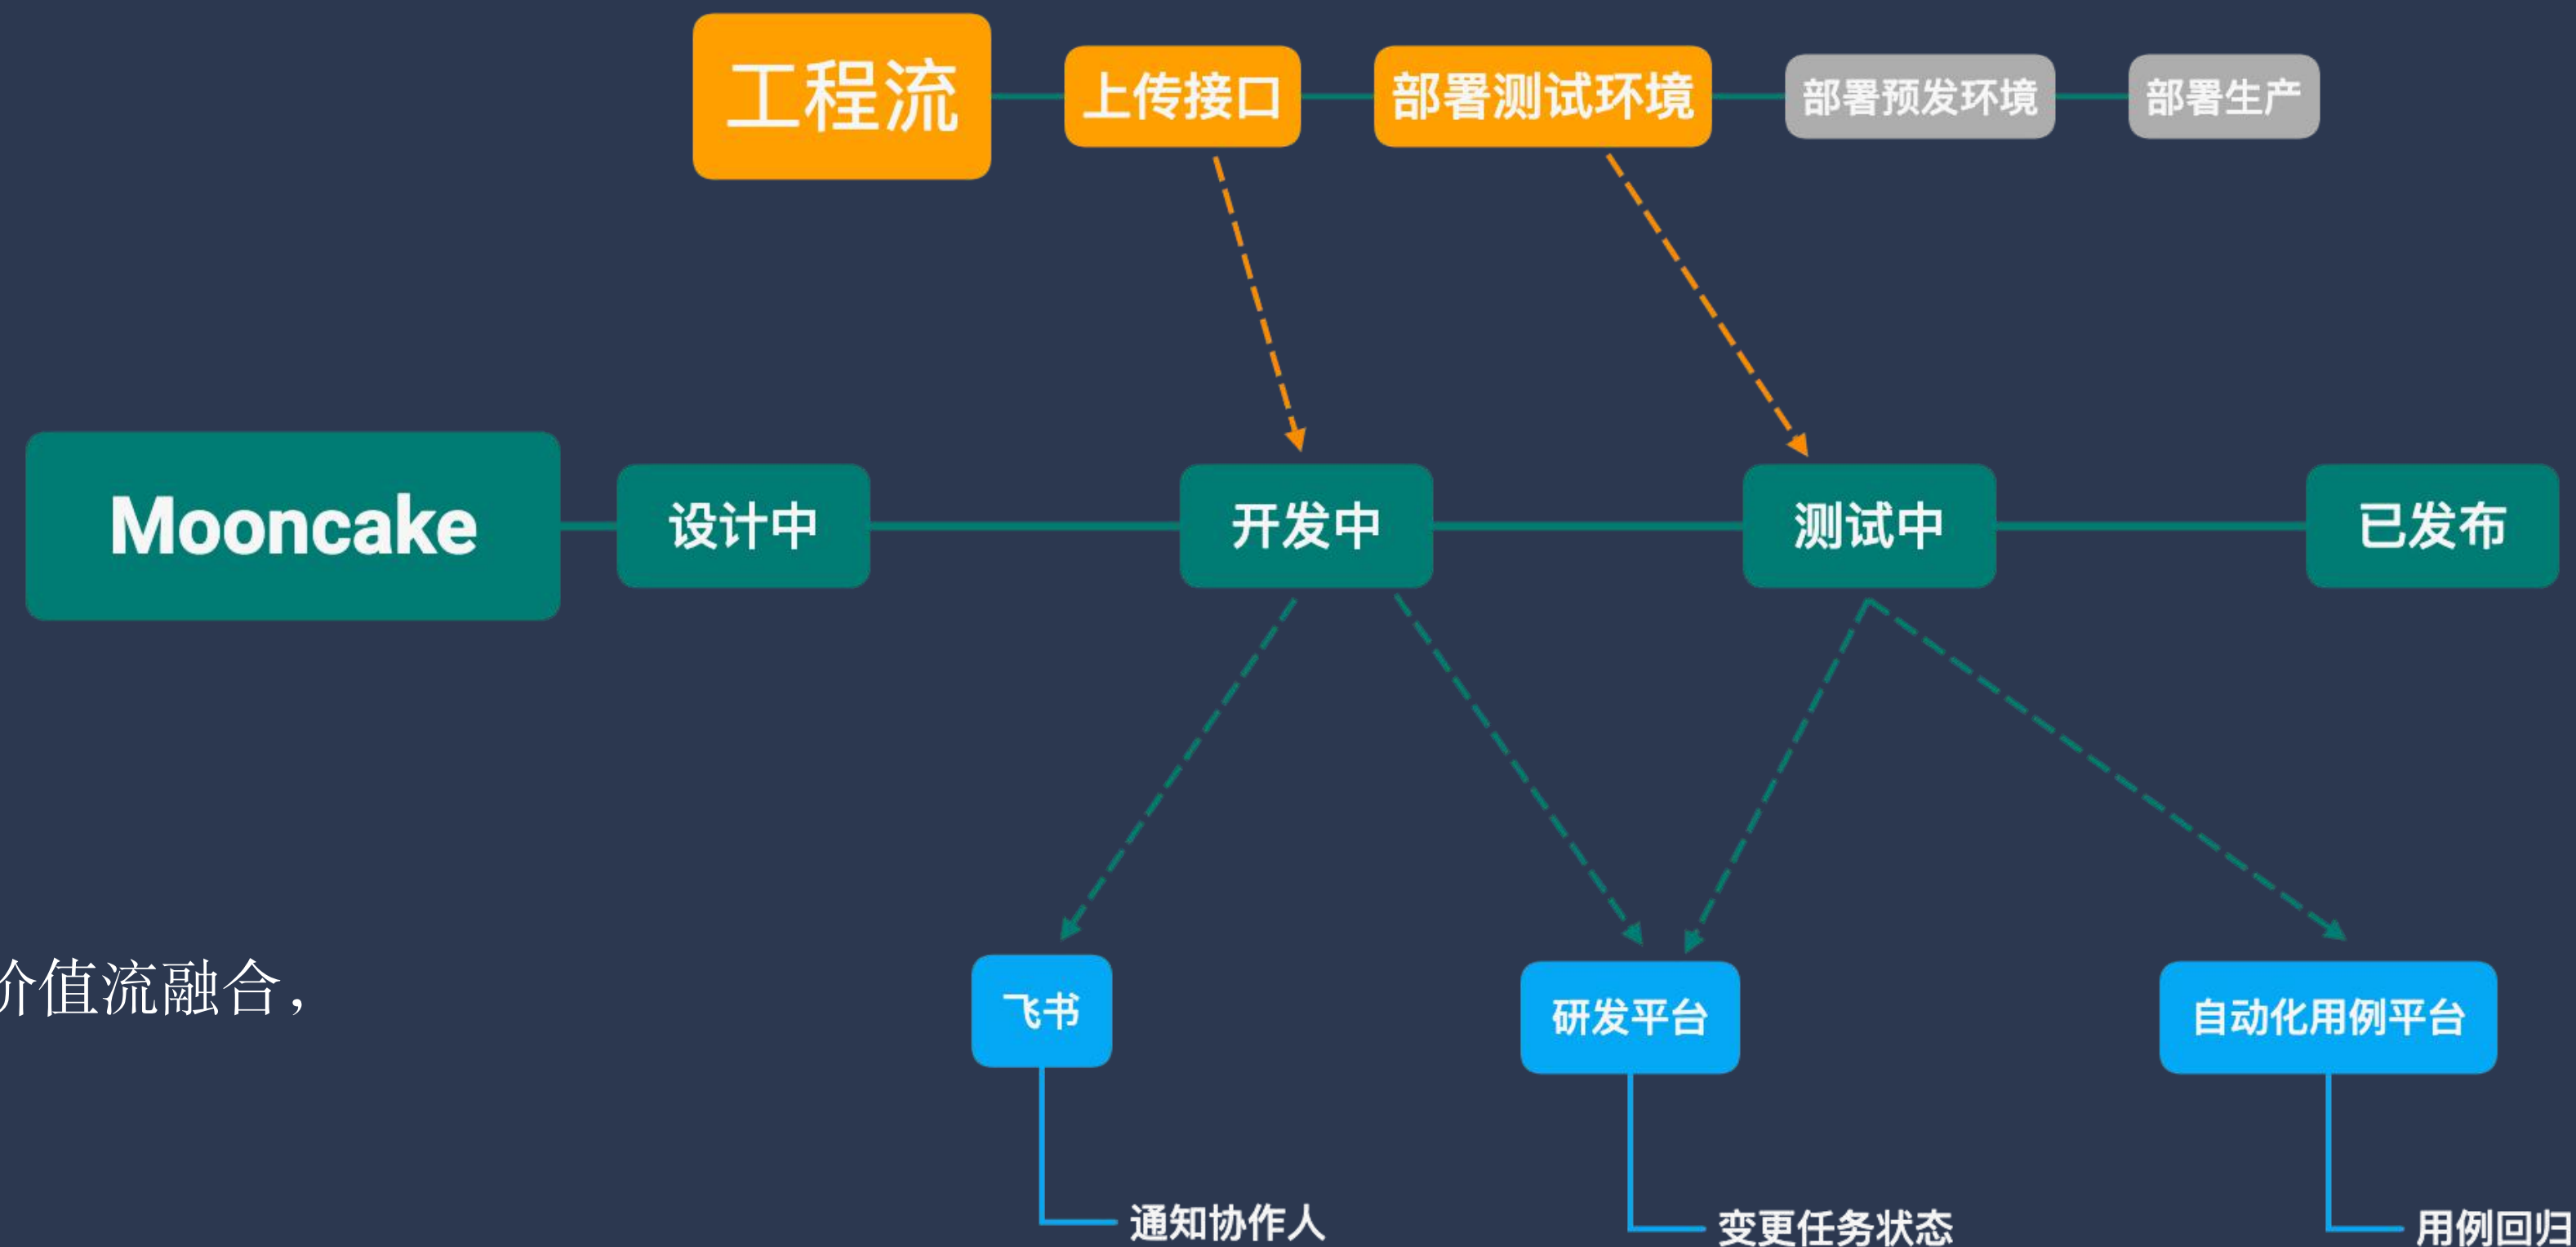 工程流
上传接口
部署测试环境
部署预发环境
部署生产
Mooncake
设计中
开发中
测试中
已发布
价值流融合，
飞书
研发平台
自动化用例平台
通知协作人
变更任务状态
用例回归